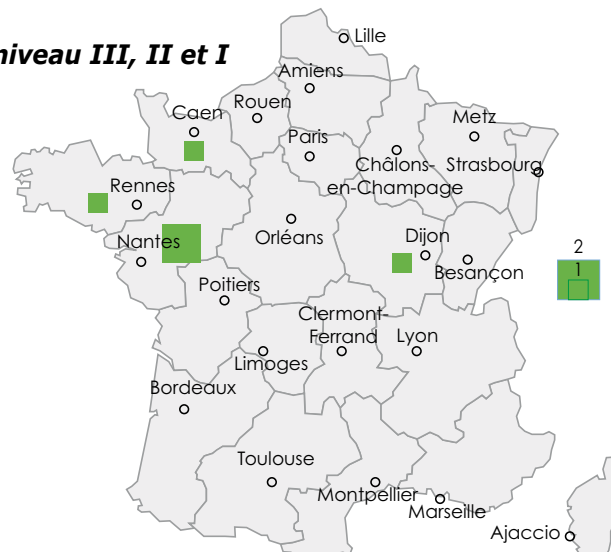 niveau III, II et I
Lille
Amiens
Rouen
Caen
Metz
Paris
Châlons-
en-Champage
Strasbourg
Rennes
Nantes
Orléans
Dijon
Besançon
2
1
Poitiers
Clermont-
Ferrand
Lyon
Limoges
Bordeaux
Toulouse
Montpellier
Marseille
Ajaccio